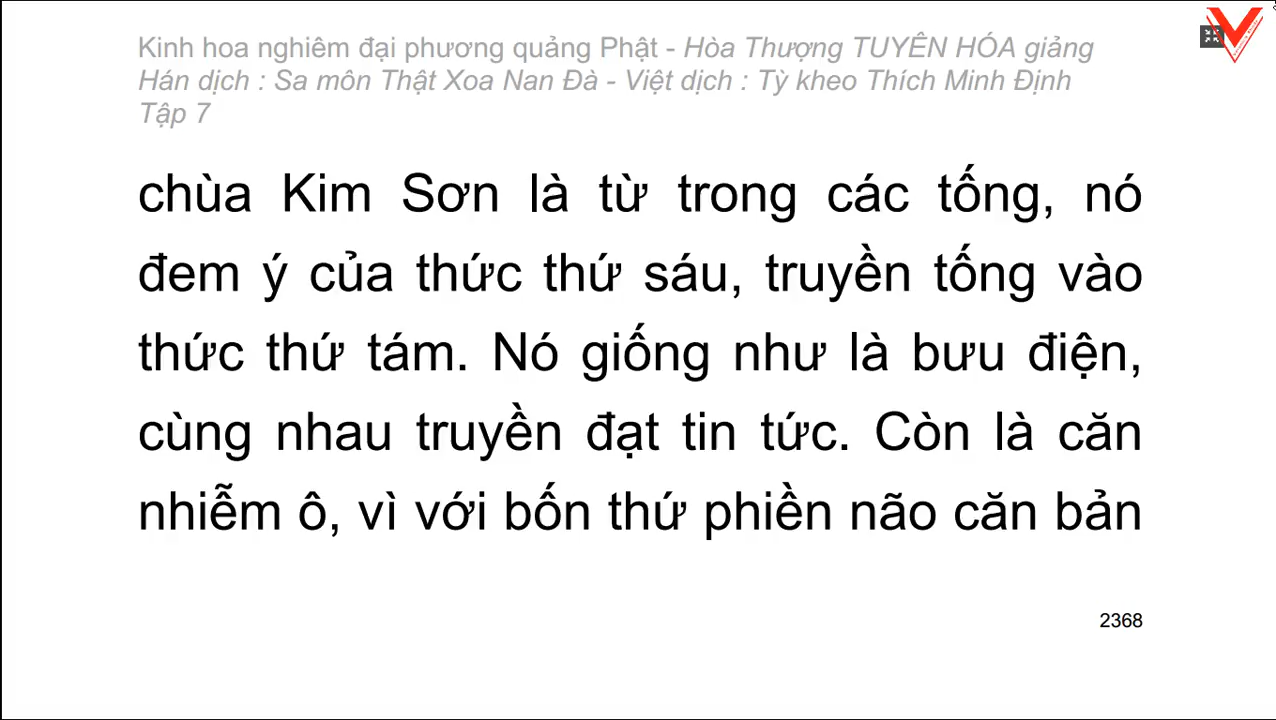 Kinh hoa nghiêm đại phương quảng Phật - Hòa Thượng TUYÊN HÓA giảng
Hán dịch : Sa môn Thật Xoa Nan Đà - Việt dịch : Tỳ kheo Thích Minh Định
Tập 7
chùa Kim Sơn là từ trong các tống, nó
đem ý của thức thứ sáu, truyền tống vào
thức thứ tám. Nó giống như là bưu điện,
cùng nhau truyền đạt tin tức. Còn là căn
nhiễm ô, vì với bốn thứ phiền não căn bản
2368